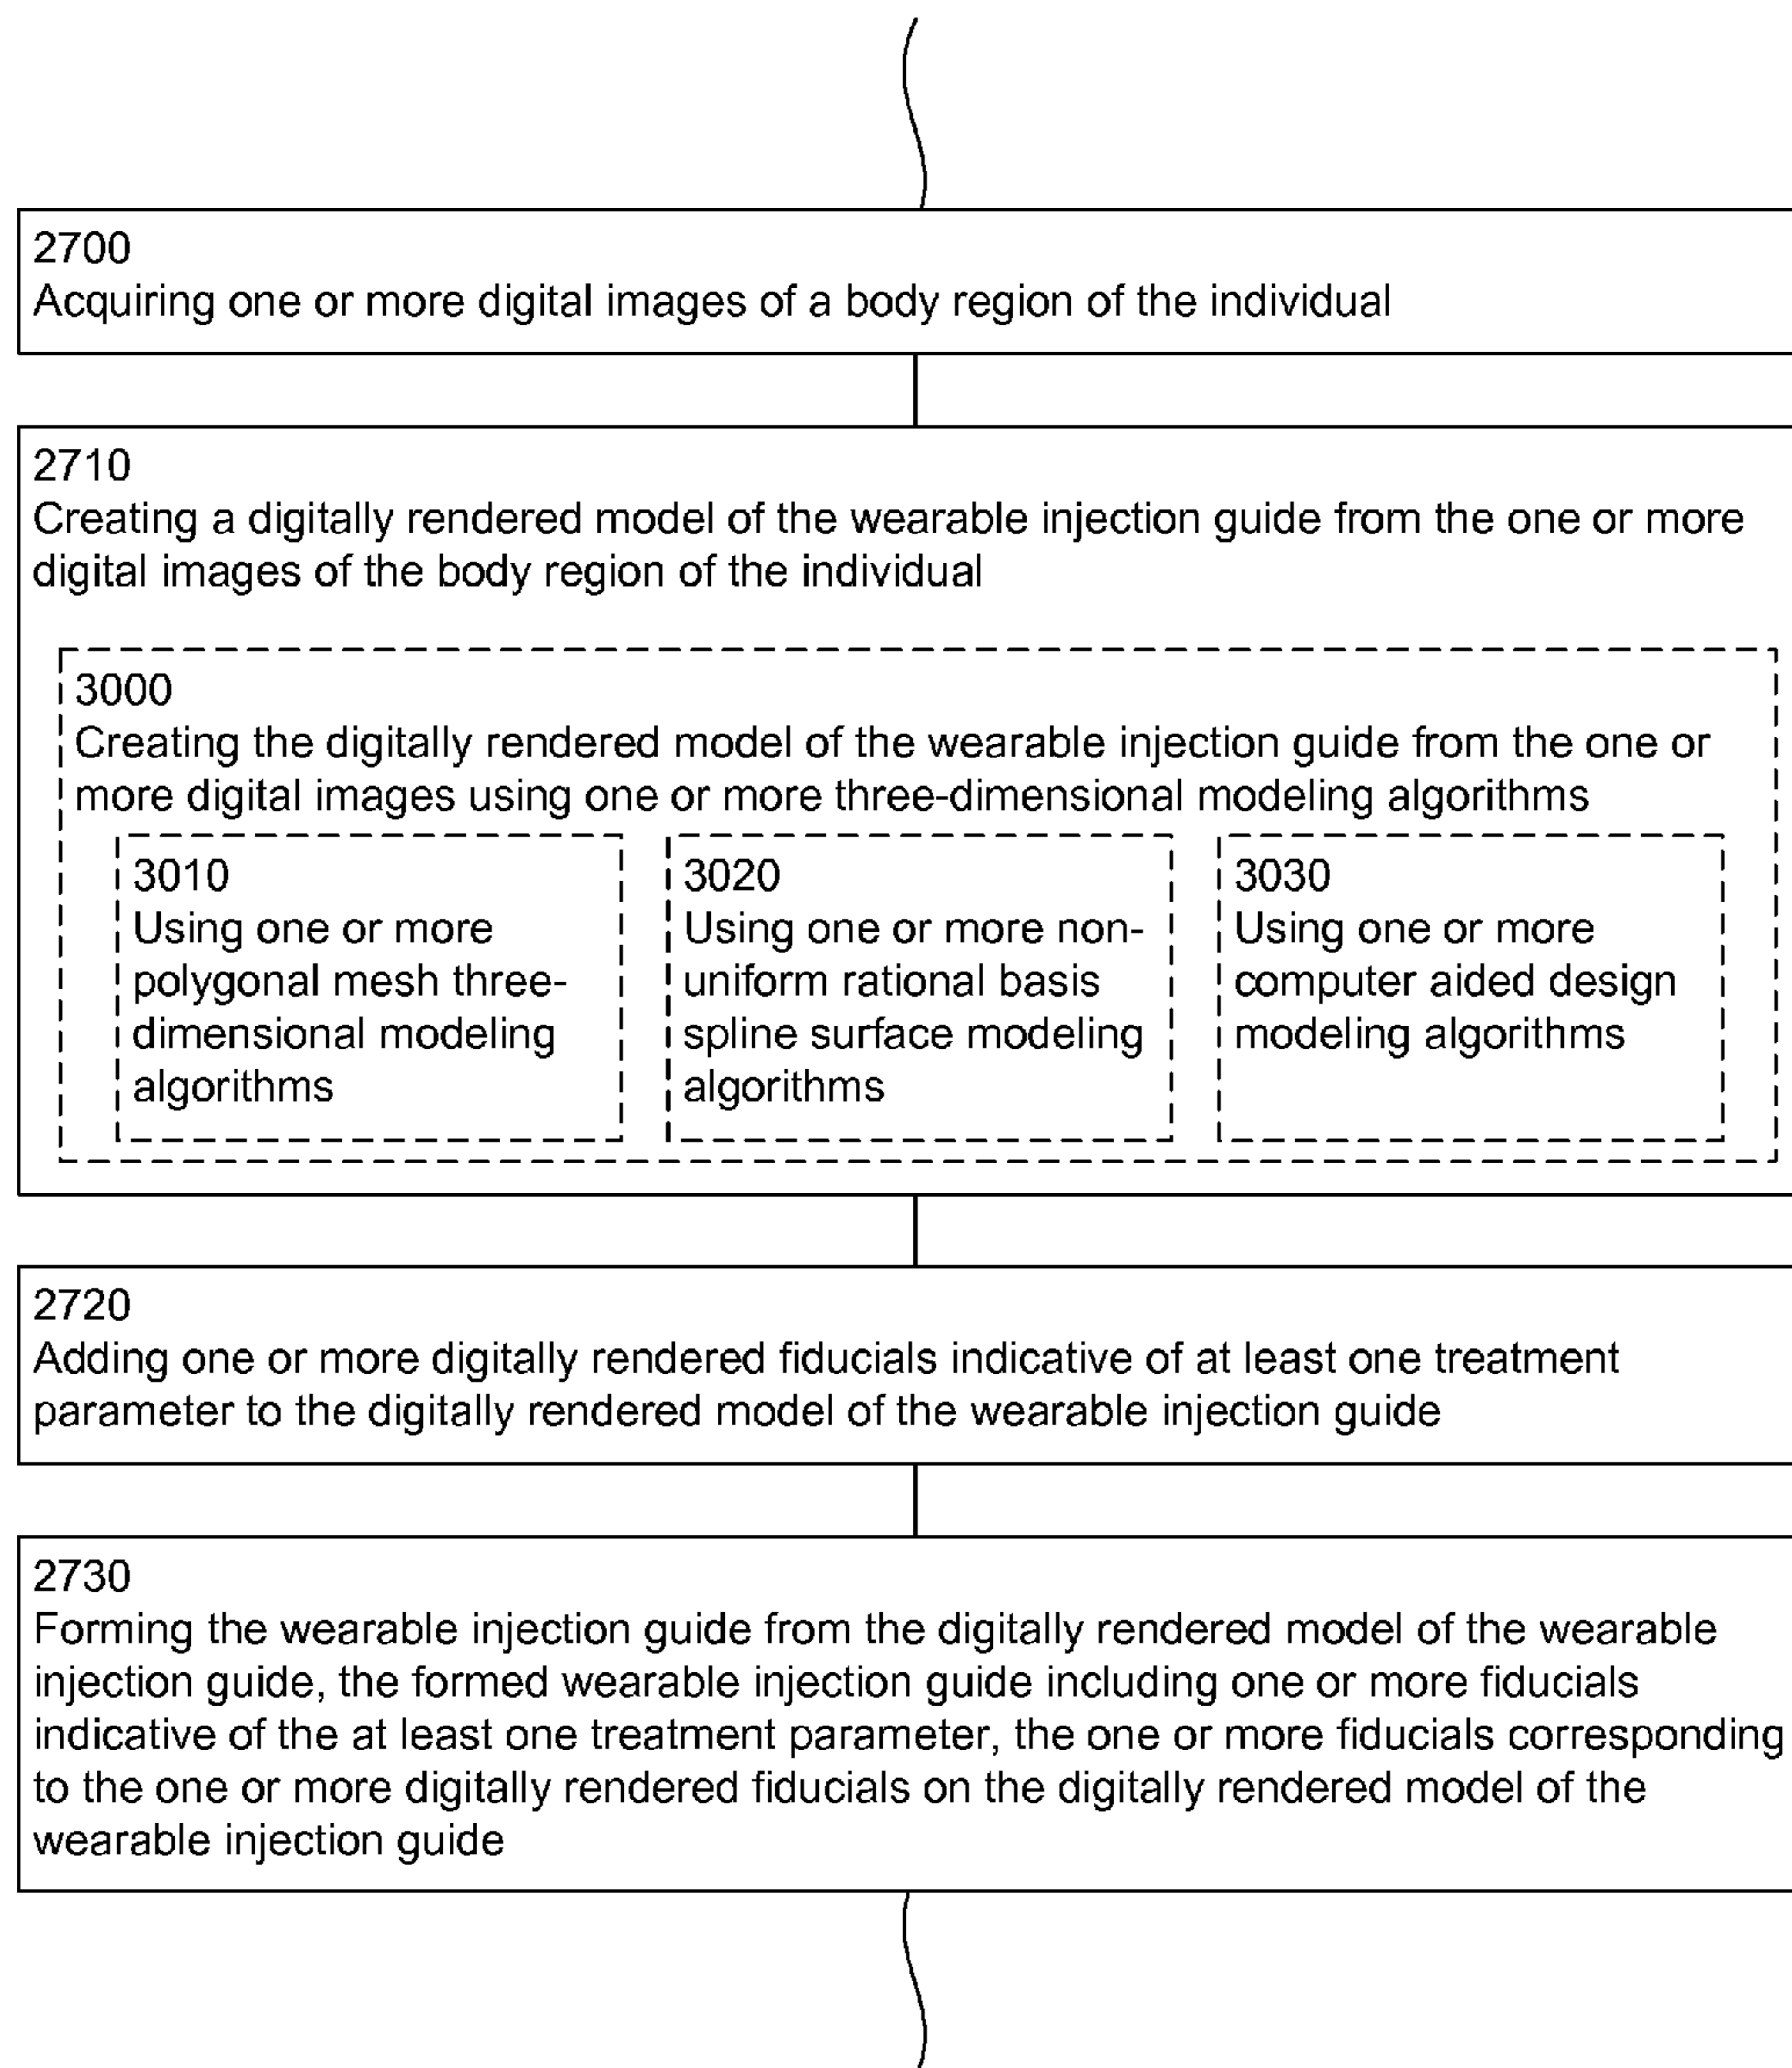 2700
Acquiring one or more digital images of a body region of the individual
2710
Creating a digitally rendered model of the wearable injection guide from the one or more
digital images of the body region of the individual
3000
Creating the digitally rendered model of the wearable injection guide from the one or
more digital images using one or more three-dimensional modeling algorithms
3010
Using one or more
polygonal mesh three-
dimensional modeling
algorithms
3020
Using one or more non-
uniform rational basis
spline surface modeling
algorithms
3030
Using one or more
computer aided design
modeling algorithms
2720
Adding one or more digitally rendered fiducials indicative of at least one treatment
parameter to the digitally rendered model of the wearable injection guide
2730
Forming the wearable injection guide from the digitally rendered model of the wearable
injection guide, the formed wearable injection guide including one or more fiducials
indicative of the at least one treatment parameter, the one or more fiducials corresponding
to the one or more digitally rendered fiducials on the digitally rendered model of the
wearable injection guide